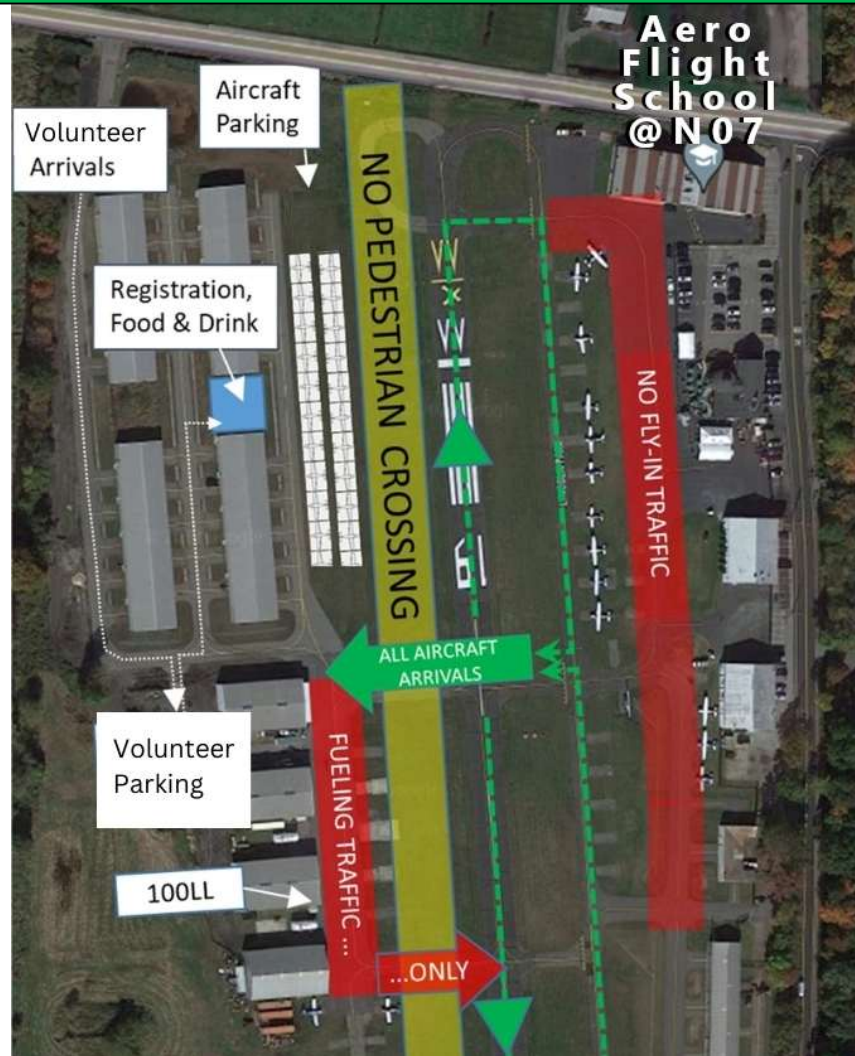 Aero
Flight
School
@N07
Aircraft
Parking
Volunteer
Arrivals
NO PEDESTRIAN CROSSING
Registration,
Food & Drink
NO FLY-IN TRAFFIC
ALL AIRCRAFT
ARRIVALS
Volunteer
Parking
FUELING TRAFFIC ...
100LL
...ONLY